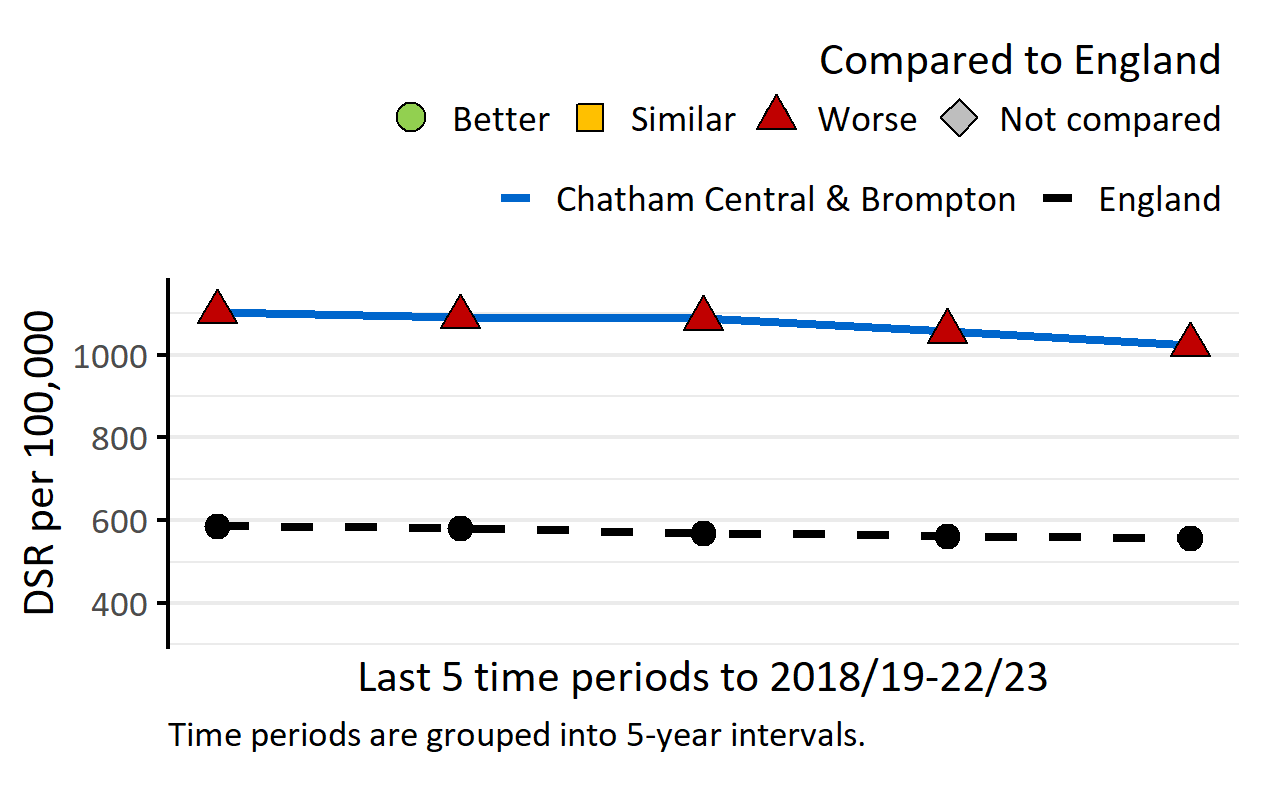 Compared to England
Better Similar Worse Not compared
Chatham Central & Brompton England
DSR per 100,000
1000
800
600
400
Last 5 time periods to 2018/19-22/23
Time periods are grouped into 5-year intervals.